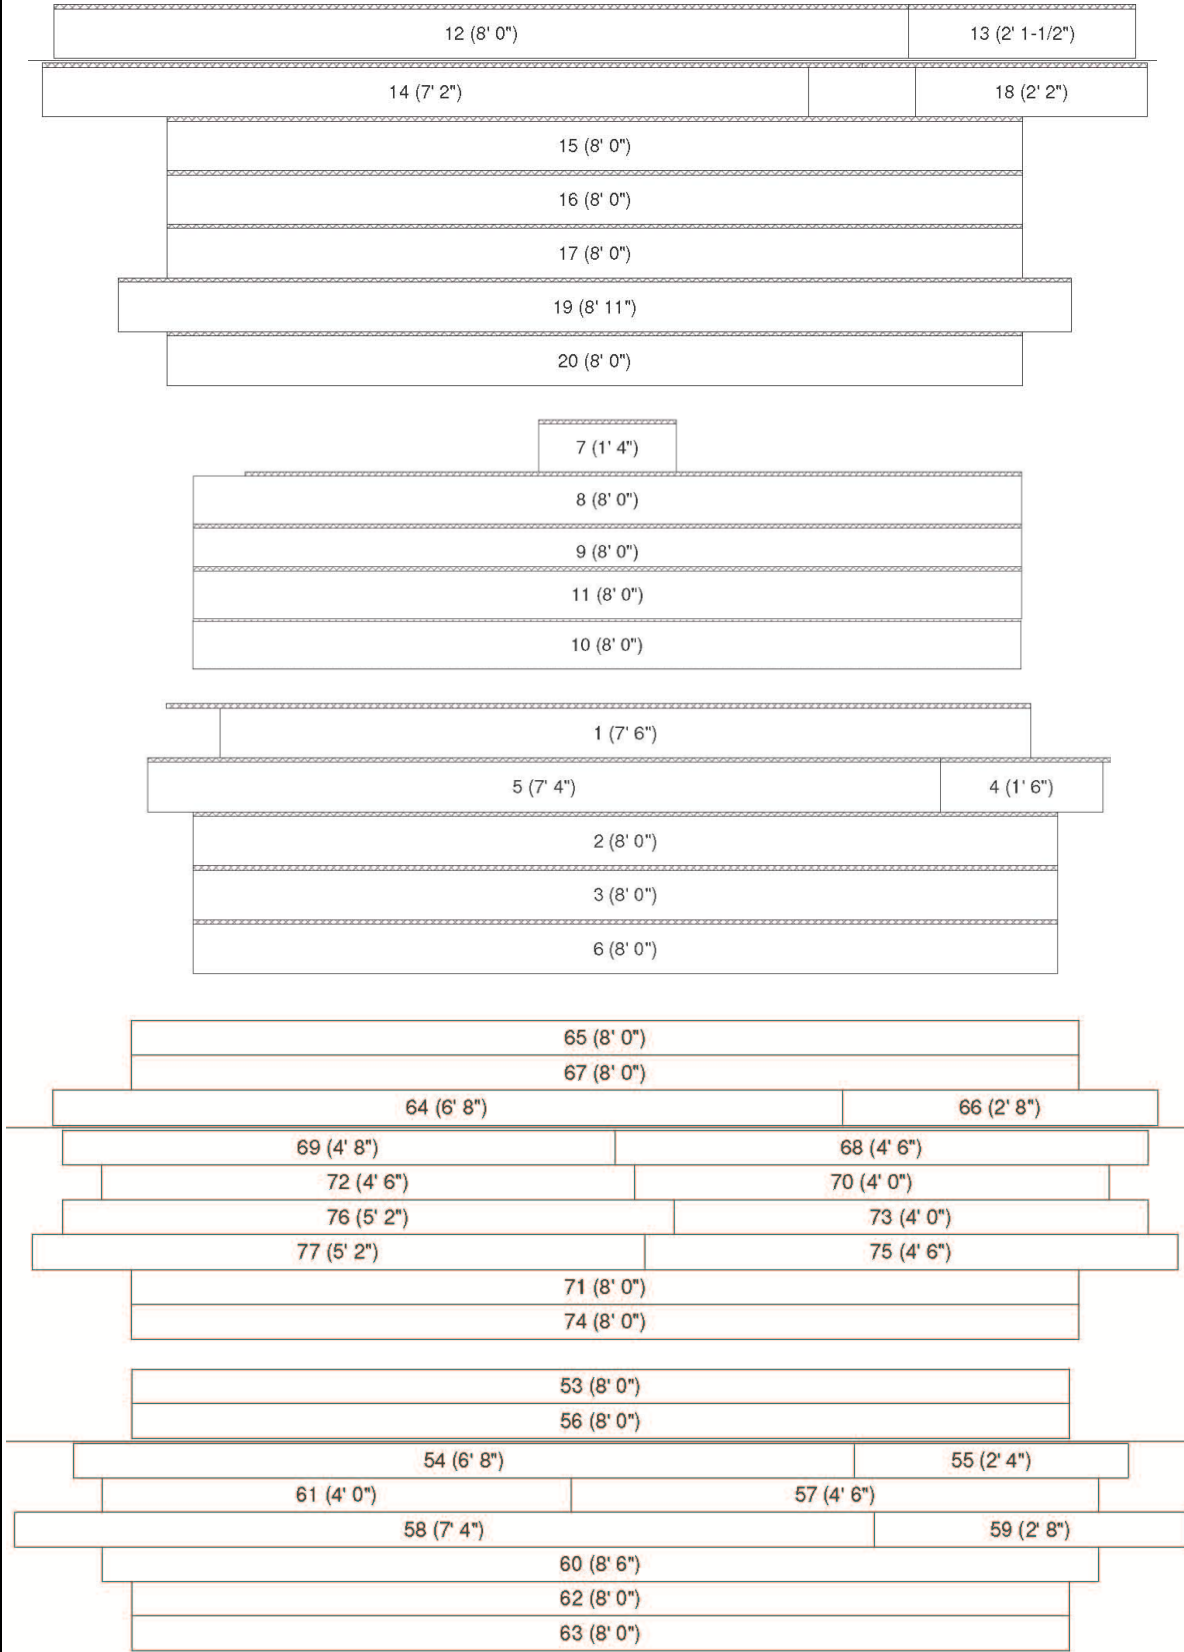 12 (8' 0") 13 (2' 1-1/2")
14 (7' 2") 18 (2' 2")
15 (8' 0")
16 (8' 0")
17 (8' 0")
19 (8' 11")
20 (8' 0")
7 (1' 4")
8 (8' 0")
9 (8' 0")
11 (8' 0")
10 (8' 0")
1 (7' 6")
5 (7' 4") 4 (1' 6")
2 (8' 0")
3 (8' 0")
6 (8' 0")
65 (8' 0")
67 (8' 0")
64 (6' 8") 66 (2' 8")
69 (4' 8") 68 (4' 6")
72 (4' 6") 70 (4' 0")
76 (5' 2") 73 (4' 0")
77 (5' 2") 75 (4' 6")
71 (8' 0")
74 (8' 0")
53 (8' 0")
56 (8' 0")
54 (6' 8") 55 (2' 4")
61 (4' 0") 57 (4' 6")
58 (7' 4") 59 (2' 8")
60 (8' 6")
62 (8' 0")
63 (8' 0")